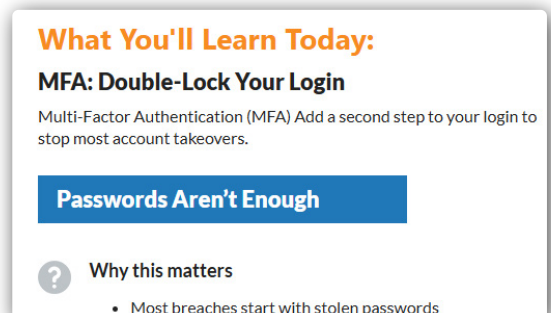 What You'll Learn Today:
MFA: Double-Lock Your Login
Multi-Factor Authentication (MFA) Add a second step to your login to
stop most account takeovers.
Passwords Aren’t Enough
?
Why this matters
• Most breaches start with stolen passwords